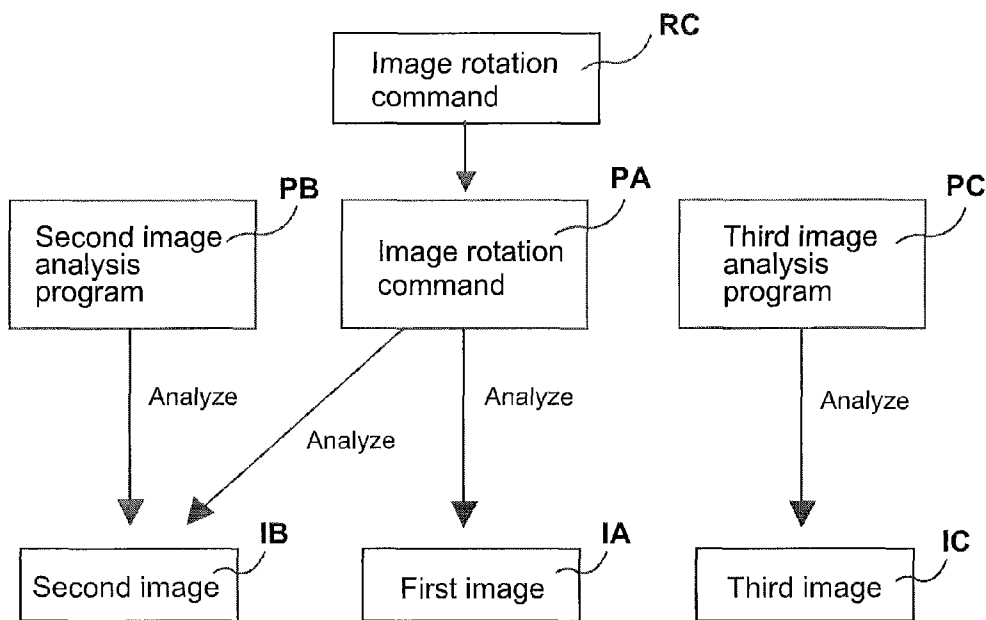 RC
Image rotation
command
PB
PA
PC
Second image
analysis
program
Image rotation
command
Third image
analysis
program
Analyze
Analyze
Analyze
Analyze
IB
IA
IC
Second image
First image
Third image